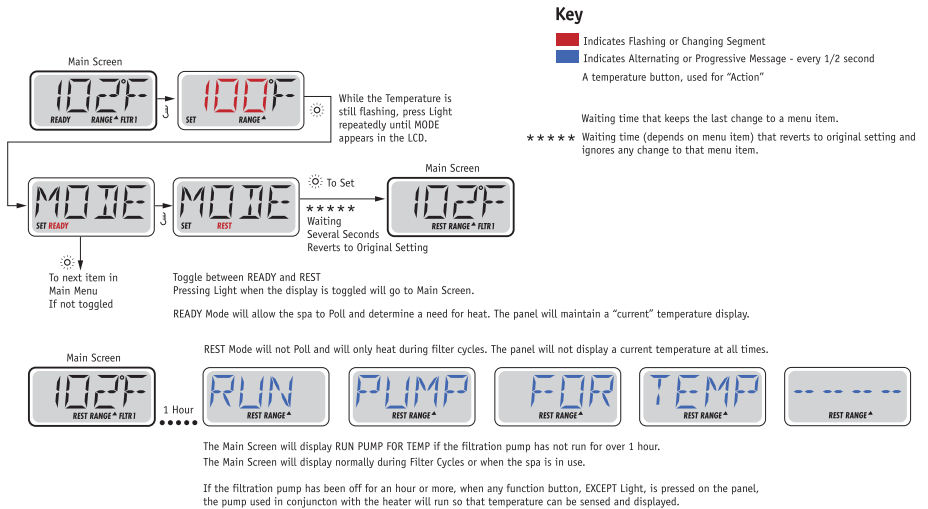 Key
Indicates Flashing or Changing Segment
Indicates Alternating or Progressive Message - every 1/2 second
A temperature button, used for “Action”
Waiting time that keeps the last change to a menu item.
***** Waiting time (depends on menu item) that reverts to original setting and
ignores any change to that menu item.
Main Screen
102°F
READY RANGE FLTR1
100°F
SET RANGE
While the Temperature is
still flashing, press Light
repeatedly until MODE
appears in the LCD.
MODE
SET READY
MODE
SET REST
To Set
*****
Waiting
Several Seconds
Reverts to Original Setting
Main Screen
102°F
REST RANGE FLTR1
To next item in
Main Menu
If not toggled
Toggle between READY and REST
Pressing Light when the display is toggled will go to Main Screen.
READY Mode will allow the spa to Poll and determine a need for heat. The panel will maintain a “current” temperature display.
REST Mode will not Poll and will only heat during filter cycles. The panel will not display a current temperature at all times.
Main Screen
102°F
REST RANGE FLTR1
1 Hour
RUN
REST RANGE
PUMP
REST RANGE
FOR
REST RANGE
TEMP
REST RANGE
-----
REST RANGE
The Main Screen will display RUN PUMP FOR TEMP if the filtration pump has not run for over 1 hour.
The Main Screen will display normally during Filter Cycles or when the spa is in use.
If the filtration pump has been off for an hour or more, when any function button, EXCEPT Light, is pressed on the panel,
the pump used in conjuncton with the heater will run so that temperature can be sensed and displayed.